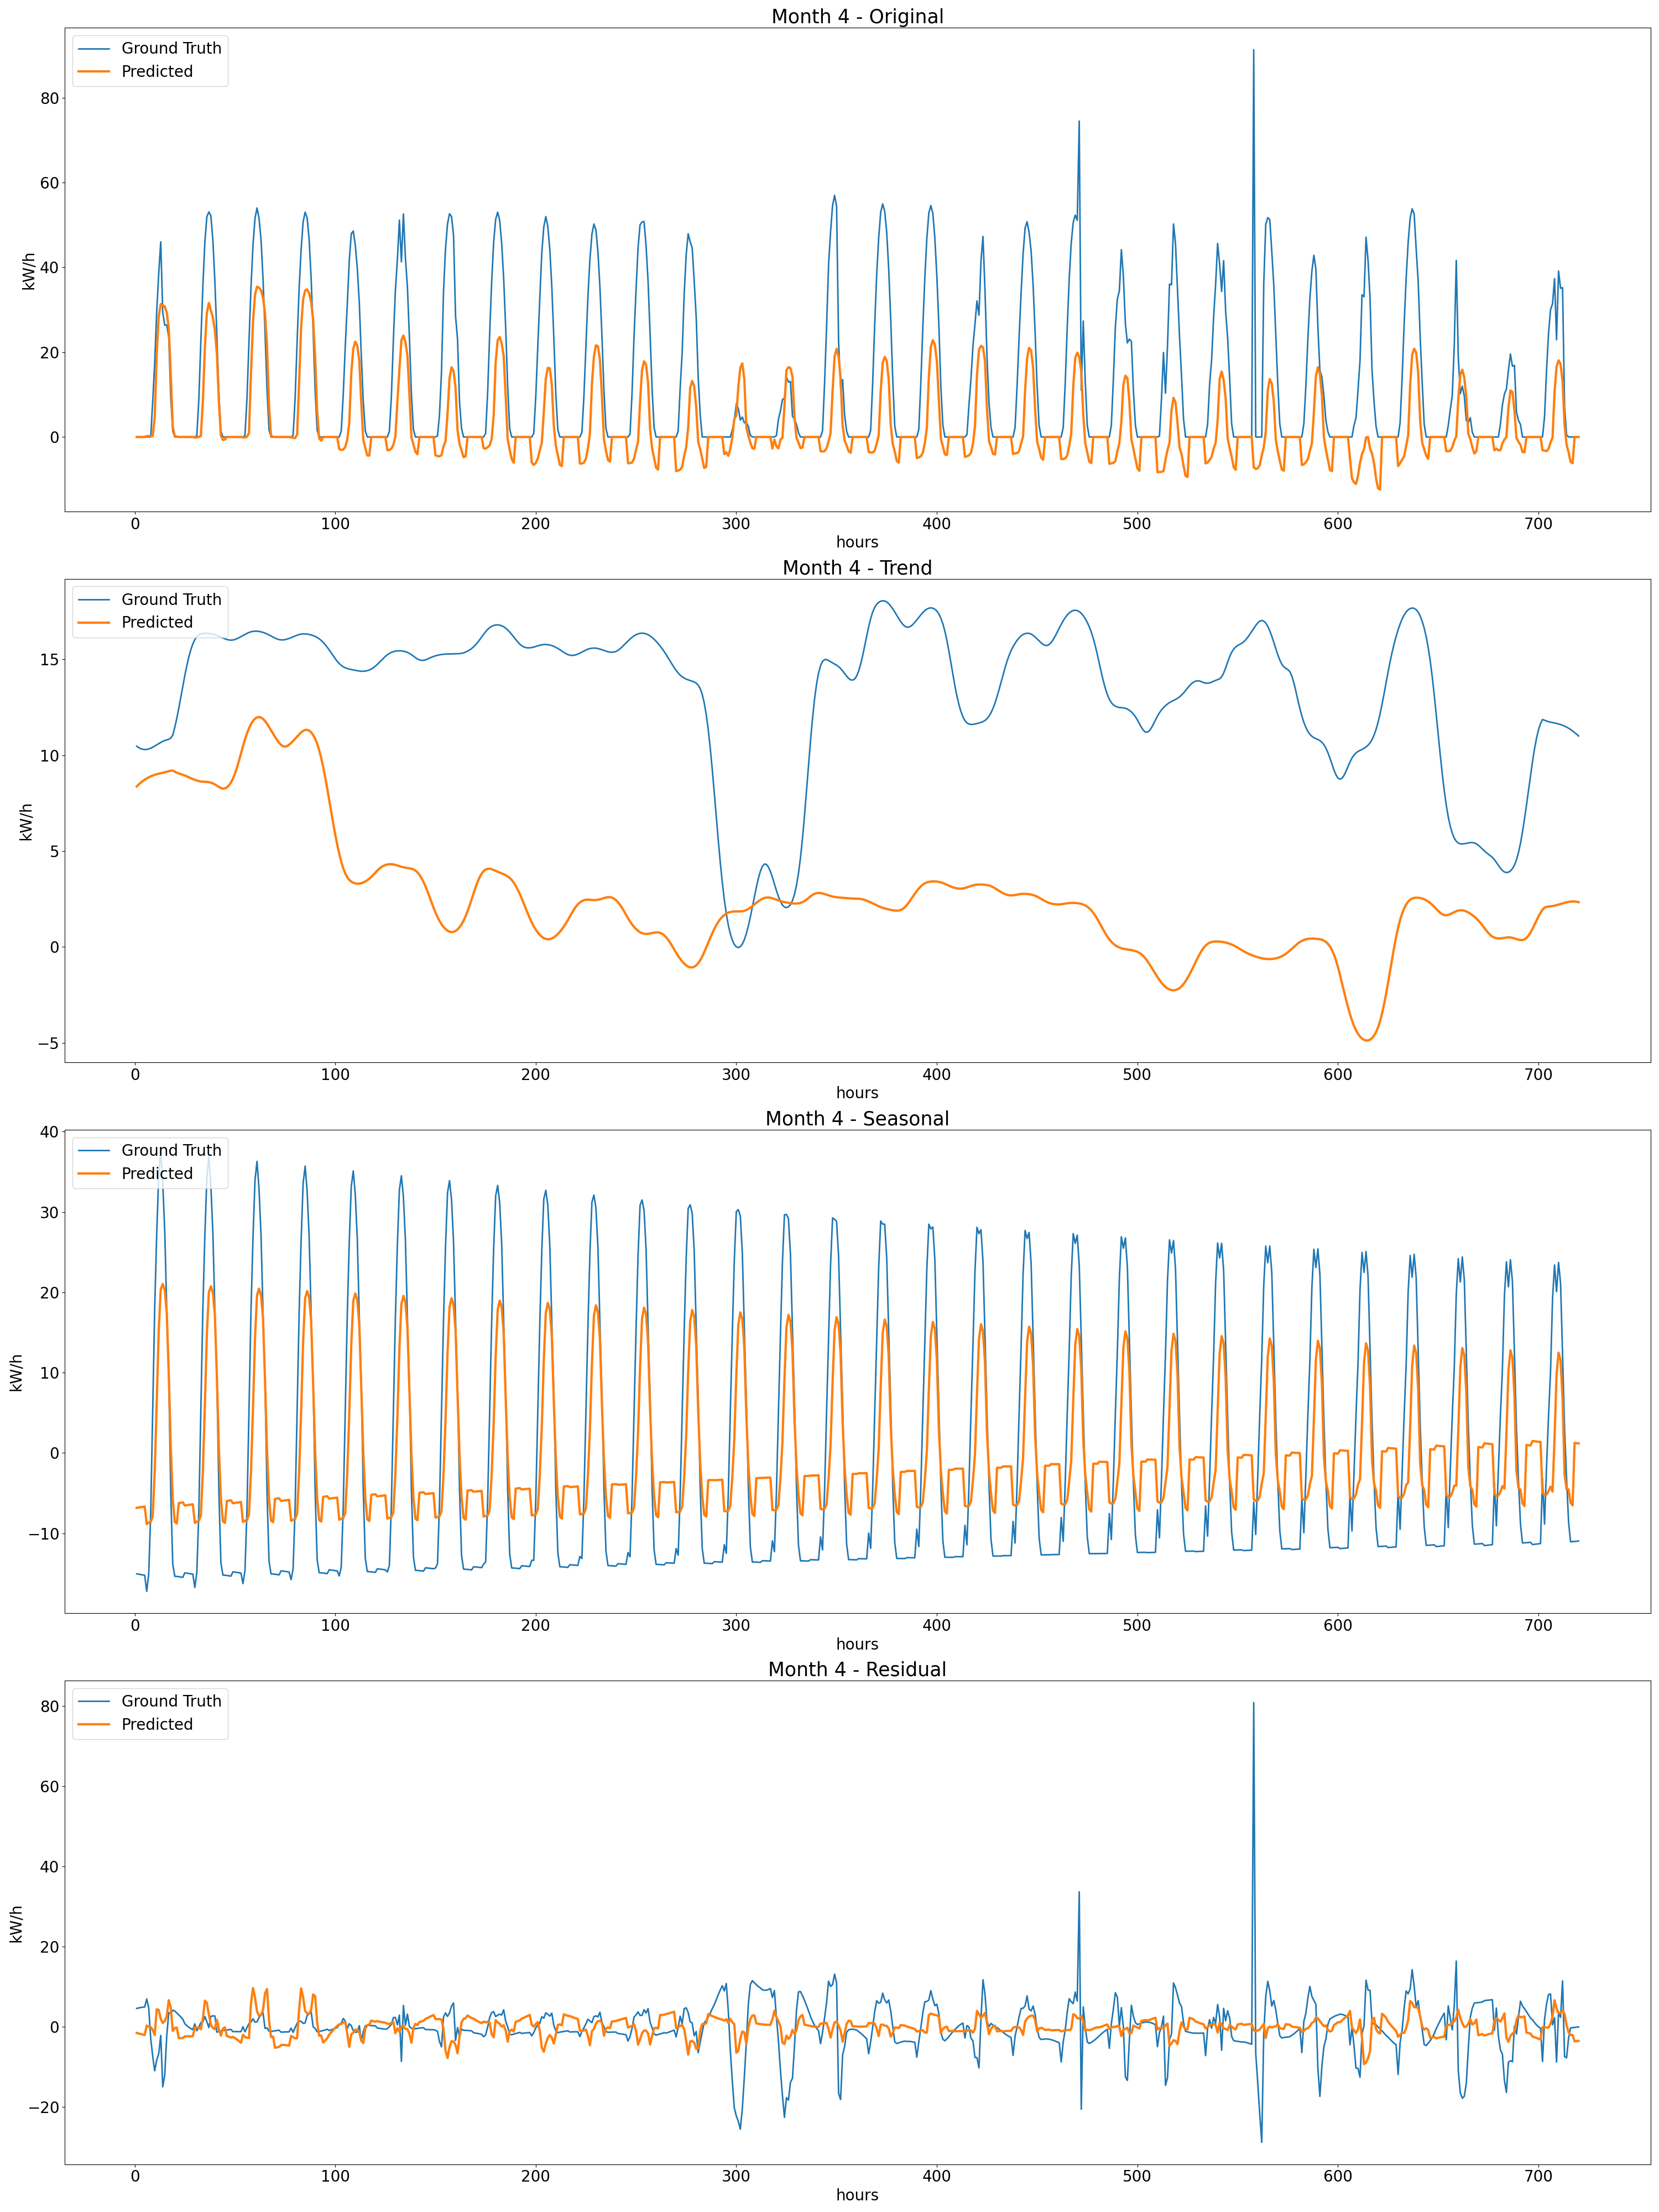 Month 4 - Original
Ground Truth
Predicted
kW/h
80
60
40
20
0
0 100 200 300 400 500 600 700
hours
Month 4 - Trend
Ground Truth
Predicted
kW/h
15
10
5
0
−5
0 100 200 300 400 500 600 700
hours
Month 4 - Seasonal
Ground Truth
Predicted
kW/h
40
30
20
10
0
−10
0 100 200 300 400 500 600 700
hours
Month 4 - Residual
Ground Truth
Predicted
kW/h
80
60
40
20
0
−20
0 100 200 300 400 500 600 700
hours